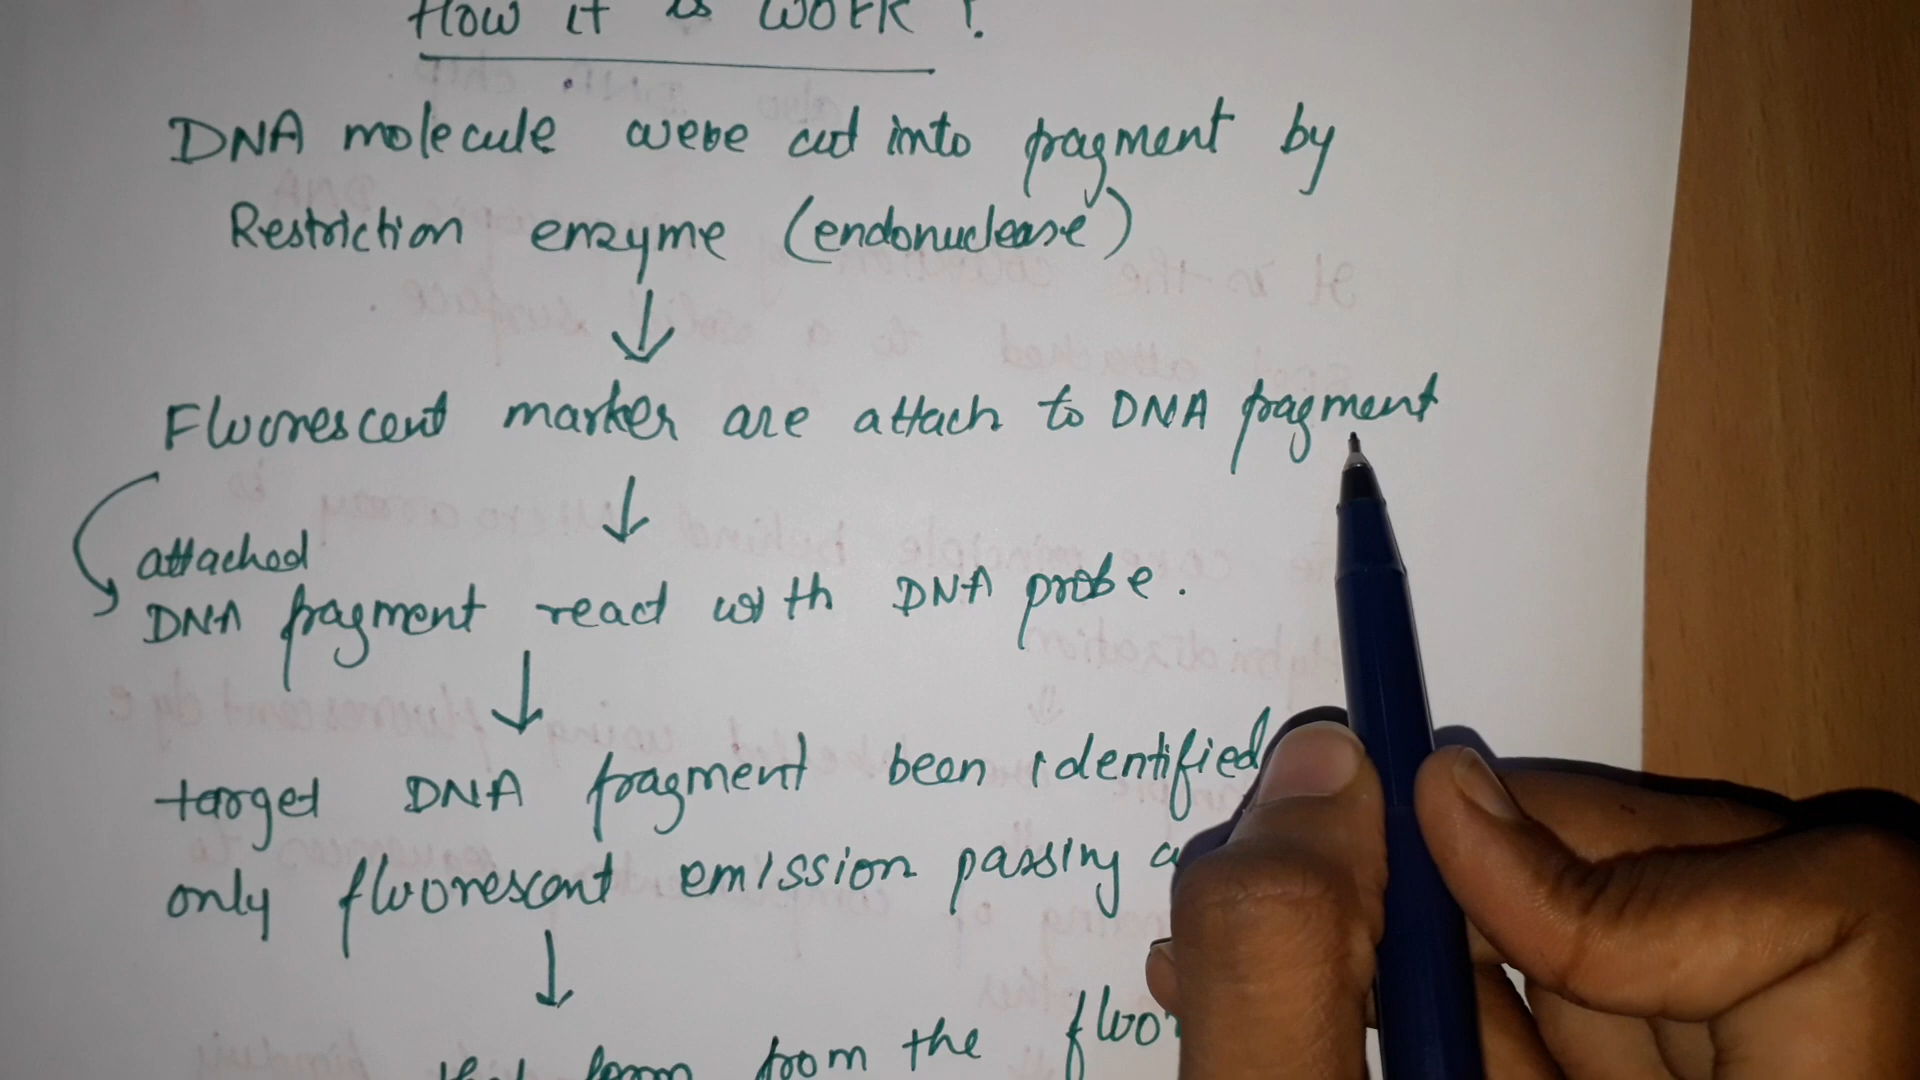 How it is work?
DNA molecule were cut into fragment by
Restriction enzyme (endonuclease)
Fluorescent marker are attach to DNA fragment
attached
DNA fragment read with DNA probe.
target DNA fragment been identified
only fluorescent emission passing
from the